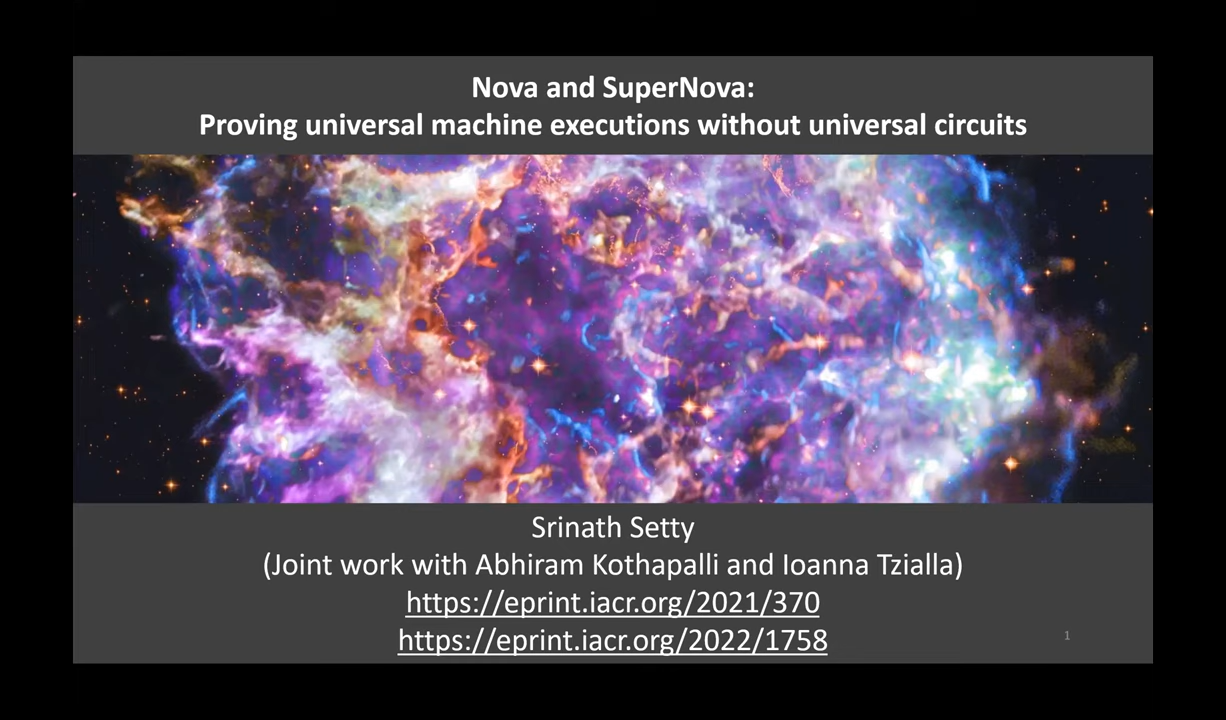 Nova and SuperNova:
Proving universal machine executions without universal circuits
Srinath Setty
(Joint work with Abhiram Kothapalli and Ioanna Tzialla)
https://eprint.iacr.org/2021/370
https://eprint.iacr.org/2022/1758
1